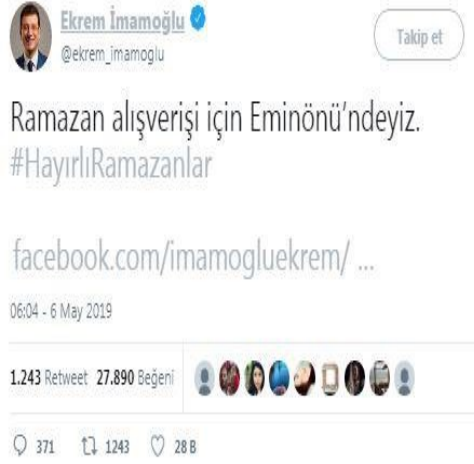 Ekrem İmamoğlu
@ekrem_imamoglu
Takip et
Ramazan alışverişi için Eminönü'ndeyiz.
#HayırlıRamazanlar
facebook.com/imamogluekrem/ ...
06:04 - 6 May 2019
1.243 Retweet 27.890 Beğeni
371 1243 28 B